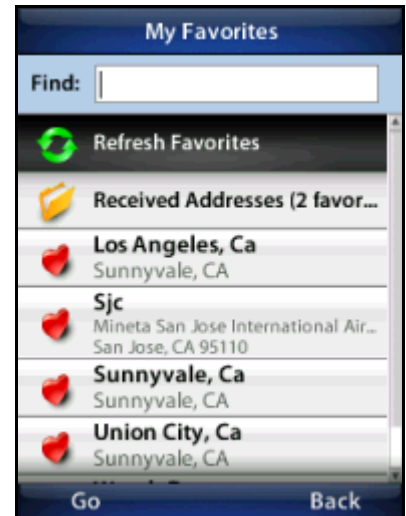 My Favorites
Find:
Refresh Favorites
Received Addresses (2 favor...
Los Angeles, Ca
Sunnyvale, CA
Sjc
Mineta San Jose International Air...
San Jose, CA 95110
Sunnyvale, Ca
Sunnyvale, CA
Union City, Ca
Sunnyvale, CA
Go Back